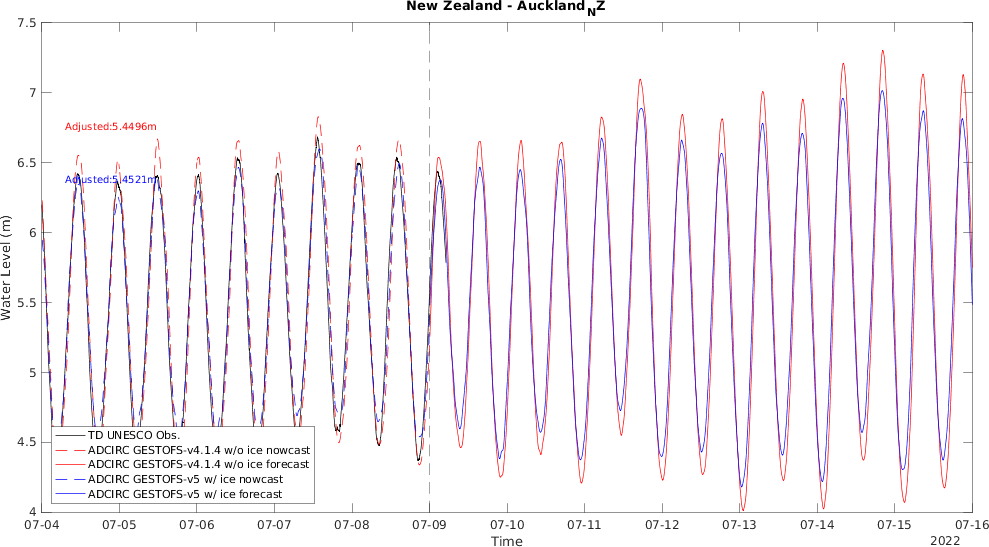 New Zealand - Auckland_NZ
7.5
7
6.5
6
5.5
5
4.5
4
Water Level (m)
Adjusted:5.4496m
Adjusted:5.4521m
TD UNESCO Obs.
ADCIRC GESTOFS-v4.1.4 w/o ice nowcast
ADCIRC GESTOFS-v4.1.4 w/o ice forecast
ADCIRC GESTOFS-v5 w/ ice nowcast
ADCIRC GESTOFS-v5 w/ ice forecast
07-04 07-05 07-06 07-07 07-08 07-09 07-10 07-11 07-12 07-13 07-14 07-15 07-16
Time
2022